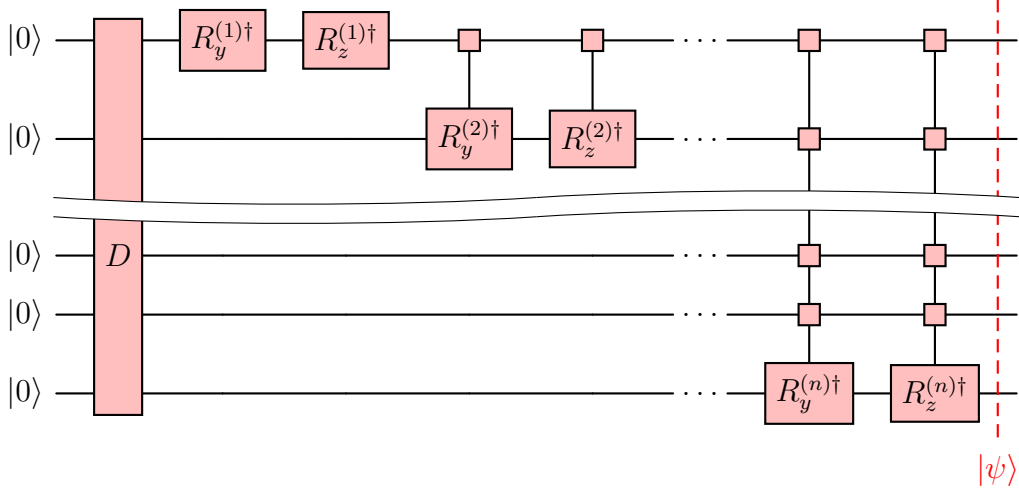 |0⟩ R_y^{(1)†} R_z^{(1)†} ···  
|0⟩ R_y^{(2)†} R_z^{(2)†} ···  
|0⟩ D ···  
|0⟩ ···  
|0⟩ ··· R_y^{(n)†} R_z^{(n)†}  
|ψ⟩